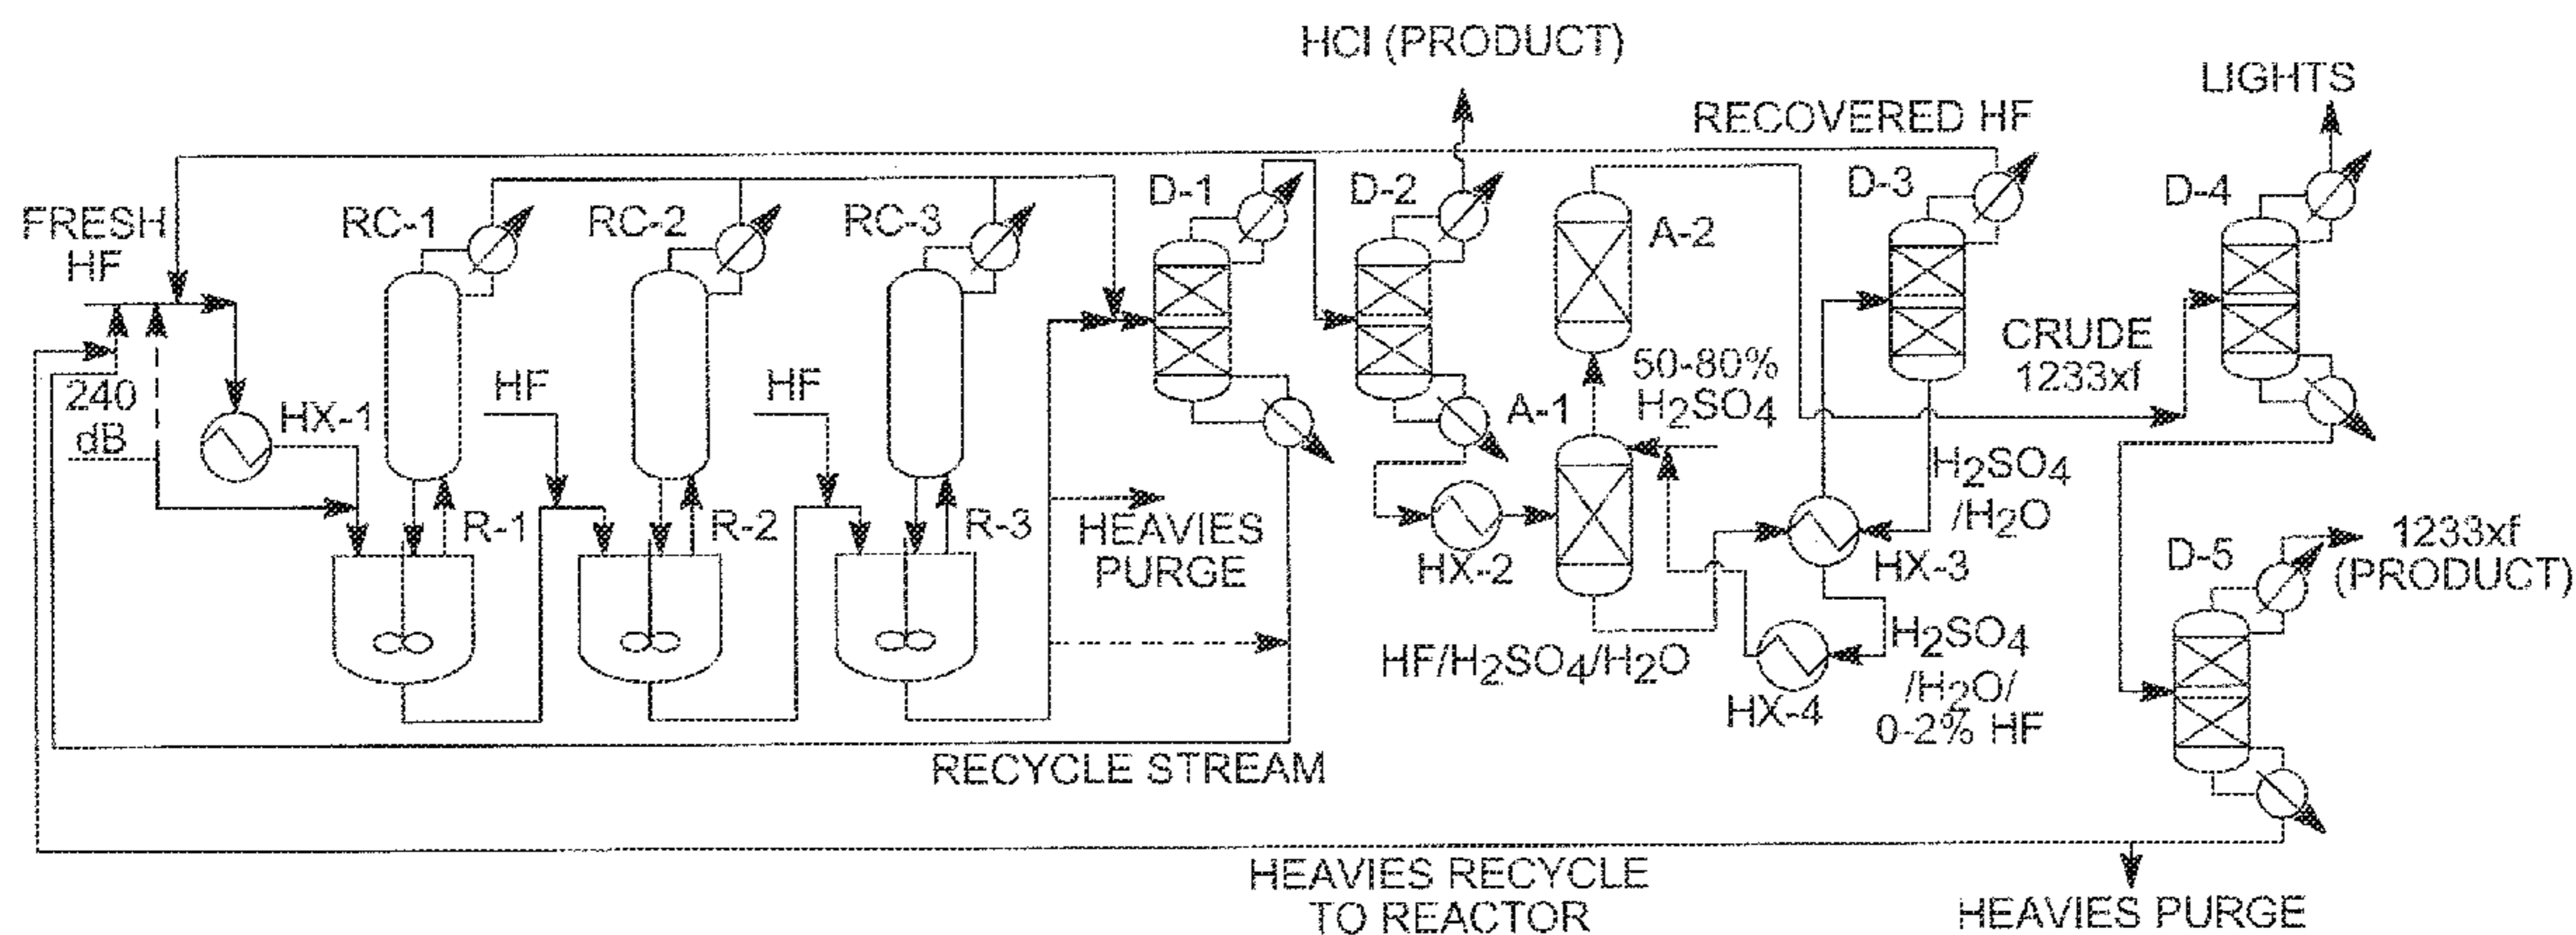 HCl (PRODUCT)
LIGHTS
RECOVERED HF
FRESH
HF
RC-1
RC-2
RC-3
D-1
D-2
A-2
D-3
D-4
240
dB
HX-1
HF
HF
50-80%
H2SO4
A-1
CRUDE
1233xf
R-1
R-2
R-3
HEAVIES
PURGE
HX-2
HX-3
H2SO4
/H2O
D-5
1233xf
(PRODUCT)
HF/H2SO4/H2O
HX-4
H2SO4
/H2O/
0-2% HF
RECYCLE STREAM
HEAVIES RECYCLE
TO REACTOR
HEAVIES PURGE